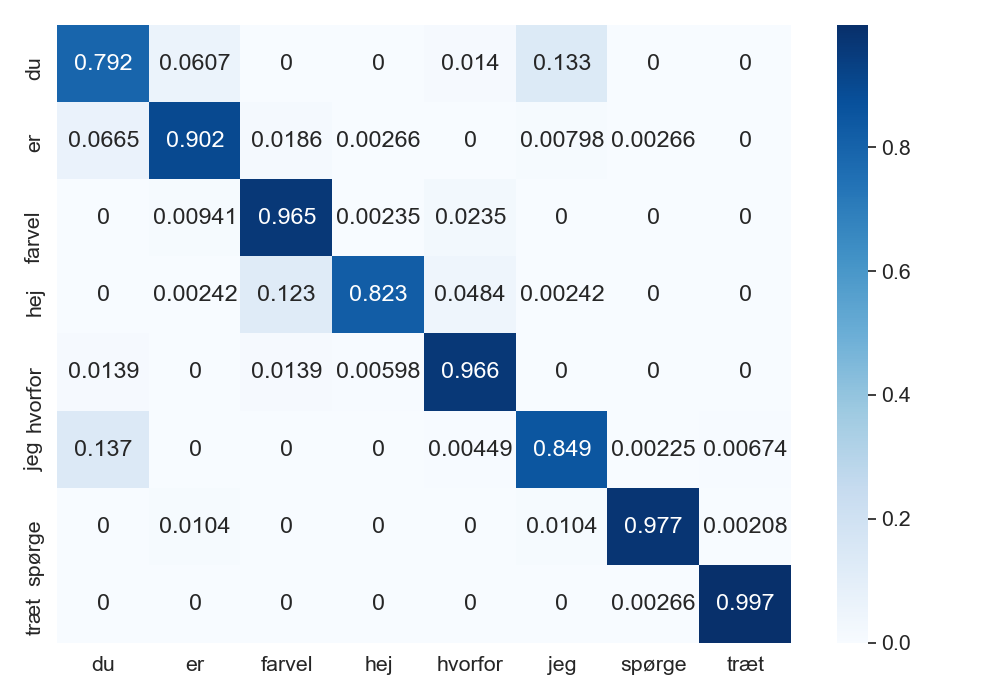 du 0.792 0.0607 0 0 0.014 0.133 0 0
er 0.0665 0.902 0.0186 0.00266 0 0.00798 0.00266 0
farvel 0 0.00941 0.965 0.00235 0.0235 0 0 0
hej 0 0.00242 0.123 0.823 0.0484 0.00242 0 0
hvorfor 0.0139 0 0.0139 0.00598 0.966 0 0 0
jeg 0.137 0 0 0 0.00449 0.849 0.00225 0.00674
spørge 0 0.0104 0 0 0 0.0104 0.977 0.00208
træt 0 0 0 0 0 0 0.00266 0.997
du er farvel hej hvorfor jeg spørge træt
0.8
0.6
0.4
0.2
0.0